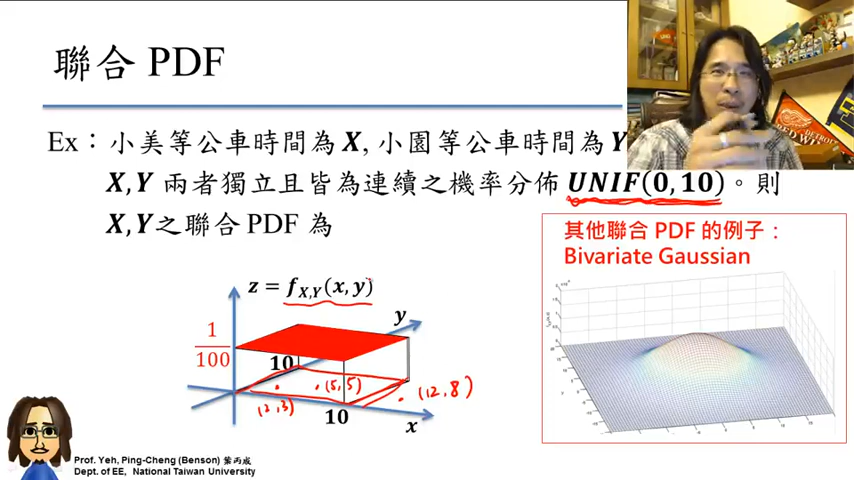 聯合 PDF
Ex：小美等公車時間為 X, 小園等公車時間為 Y
X, Y 兩者獨立且皆為連續之機率分佈 UNIF(0, 10)。則
X, Y之聯合 PDF 為
其他聯合 PDF 的例子：
Bivariate Gaussian
z = f_{X,Y}(x, y)
y
1
100
10
(5,5)
(2,3)
(12,8)
10
x
Prof. Yeh, Ping-Cheng (Benson) 葉丙成
Dept. of EE, National Taiwan University
DETROIT
RED WIN